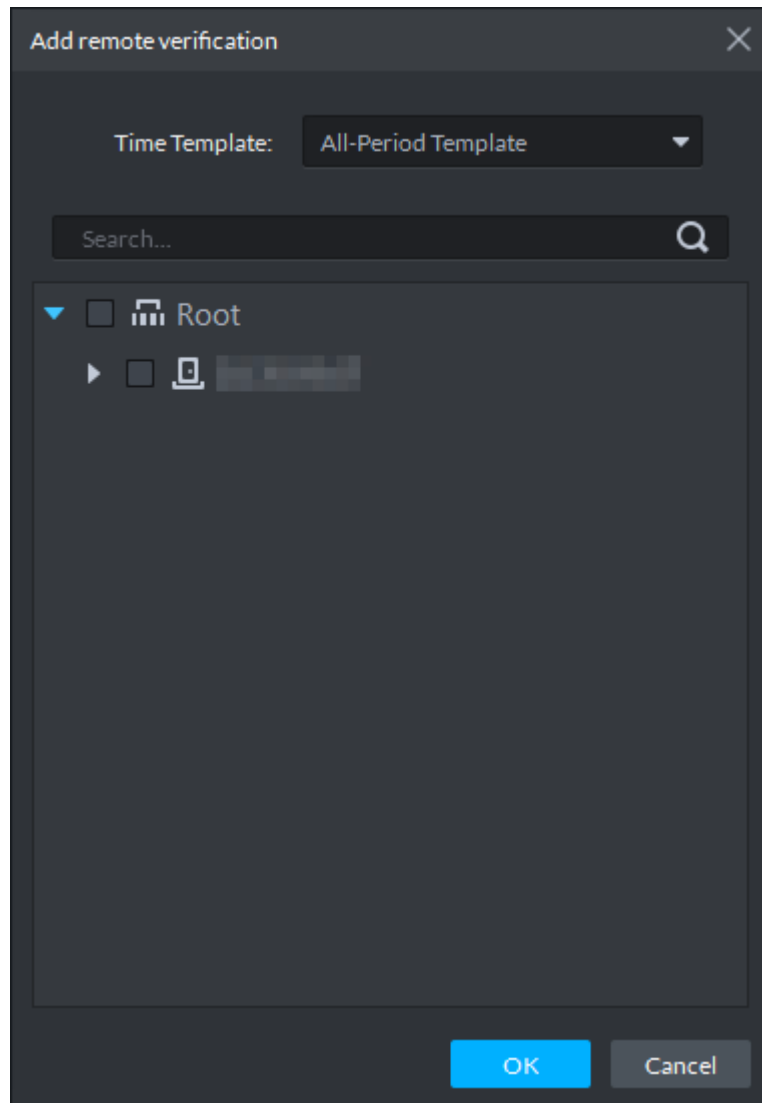 Add remote verification
Time Template: All-Period Template
Search...
Root
OK Cancel